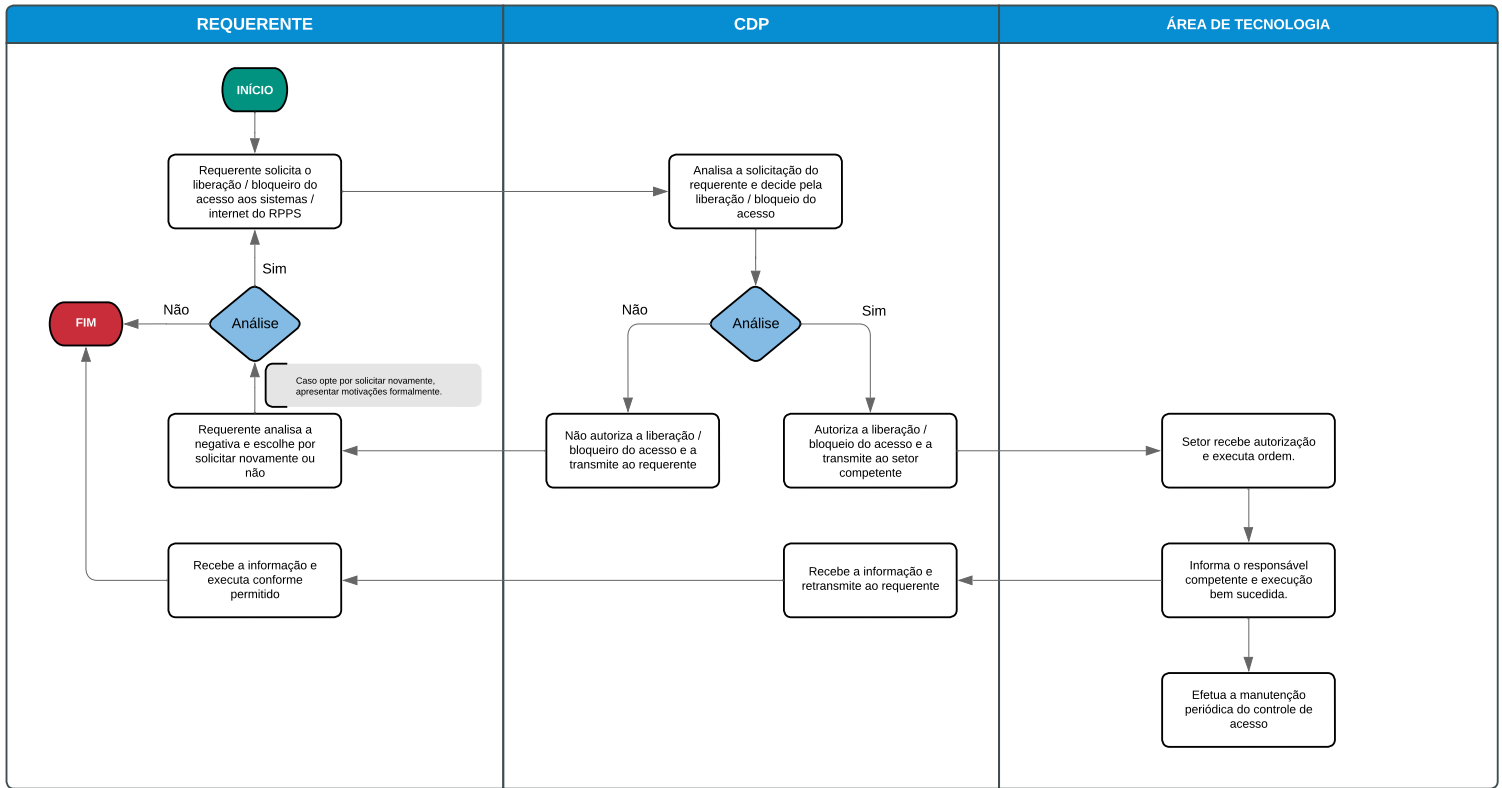 REQUERENTE
CDP
ÁREA DE TECNOLOGIA
INÍCIO
Requerente solicita o
liberação / bloqueiro do
acesso aos sistemas /
internet do RPPS
Analisa a solicitação do
requerente e decide pela
liberação / bloqueio do
acesso
Sim
Não
FIM
Análise
Não
Análise
Sim
Caso opte por solicitar novamente,
apresentar motivações formalmente.
Requerente analisa a
negativa e escolhe por
solicitar novamente ou
não
Não autoriza a liberação /
bloqueiro do acesso e a
transmite ao requerente
Autoriza a liberação /
bloqueio do acesso e a
transmite ao setor
competente
Setor recebe autorização
e executa ordem.
Recebe a informação e
executa conforme
permitido
Recebe a informação e
retransmite ao requerente
Informa o responsável
competente e execução
bem sucedida.
Efetua a manutenção
periódica do controle de
acesso